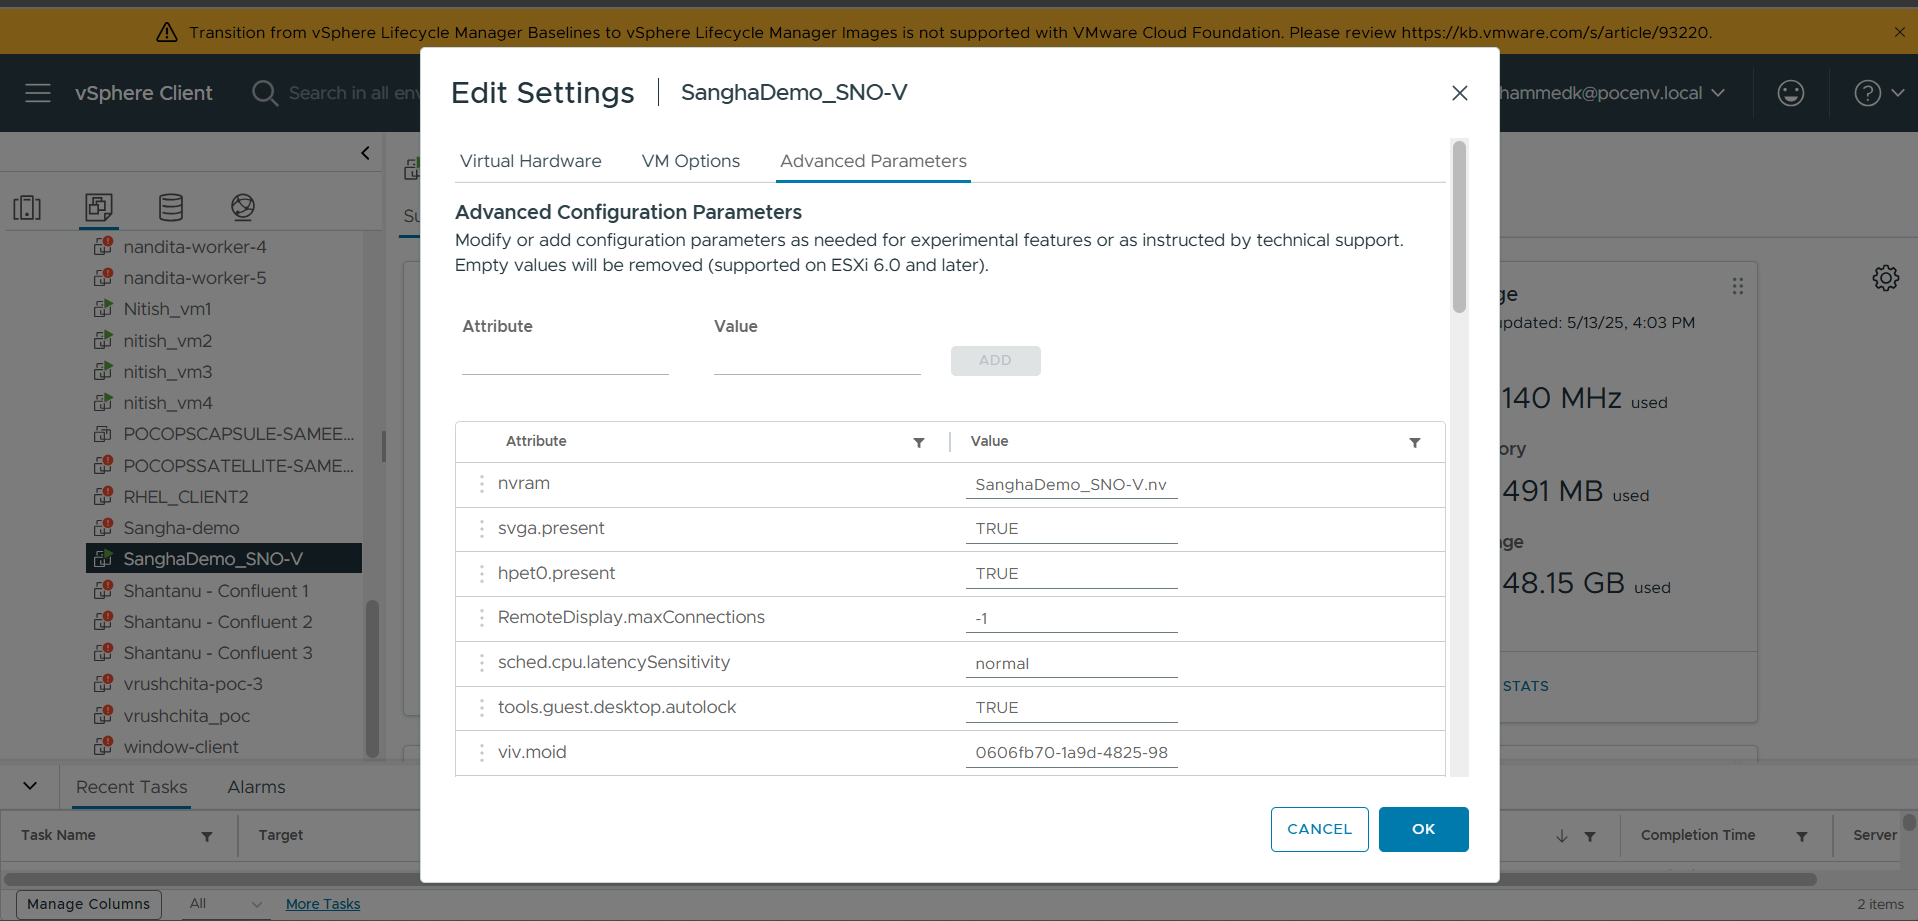 Transition from vSphere Lifecycle Manager Baselines to vSphere Lifecycle Manager Images is not supported with VMware Cloud Foundation. Please review https://kb.vmware.com/s/article/93220.
vSphere Client
Search in all
hammedk@pocenv.local
Edit Settings | SanghaDemo_SNO-V
Virtual Hardware
VM Options
Advanced Parameters
Advanced Configuration Parameters
Modify or add configuration parameters as needed for experimental features or as instructed by technical support.
Empty values will be removed (supported on ESXi 6.0 and later).
Attribute
Value
ADD
Attribute
Value
nvram
SanghaDemo_SNO-V.nv
svga.present
TRUE
hpet0.present
TRUE
RemoteDisplay.maxConnections
-1
sched.cpu.latencySensitivity
normal
tools.guest.desktop.autolock
TRUE
viv.moid
0606fb70-1a9d-4825-98
CANCEL
OK
nandita-worker-4
nandita-worker-5
Nitish_vm1
nitish_vm2
nitish_vm3
nitish_vm4
POCOPSCAPSULE-SAMEE...
POCOPSSATELLITE-SAME...
RHEL_CLIENT2
Sangha-demo
SanghaDemo_SNO-V
Shantanu - Confluent 1
Shantanu - Confluent 2
Shantanu - Confluent 3
vrushchita-poc-3
vrushchita_poc
window-client
Su
ge
updated: 5/13/25, 4:03 PM
140 MHz used
ory
491 MB used
ge
48.15 GB used
STATS
Recent Tasks
Alarms
Task Name
Target
Completion Time
Server
Manage Columns
All
More Tasks
2 items